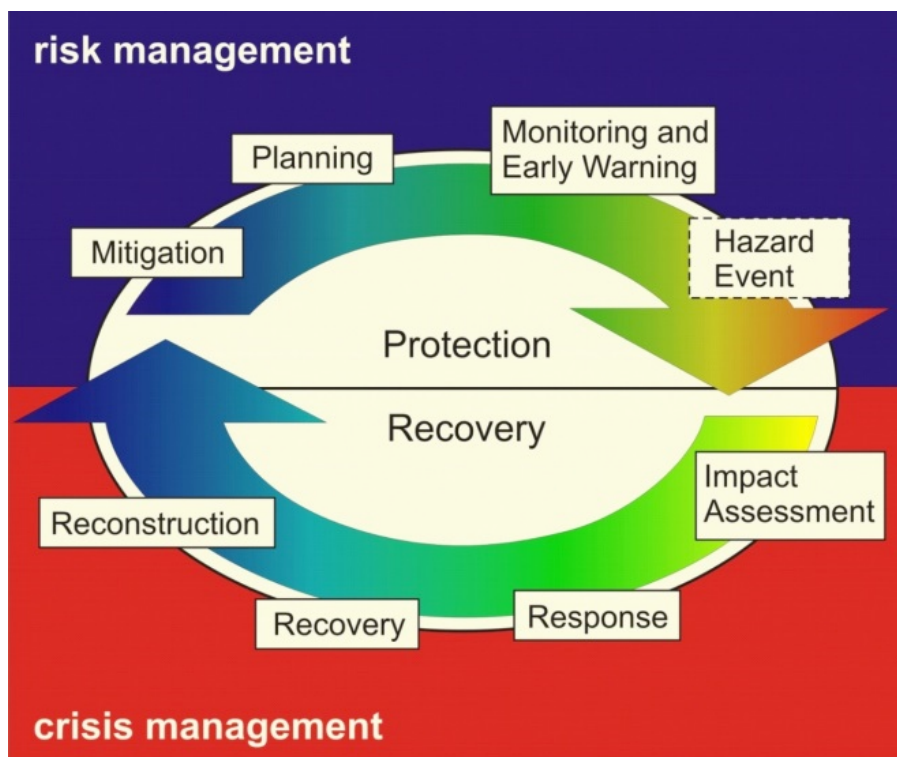 risk management
Planning
Monitoring and
Early Warning
Mitigation
Hazard
Event
Protection
Recovery
Impact
Assessment
Reconstruction
Recovery
Response
crisis management